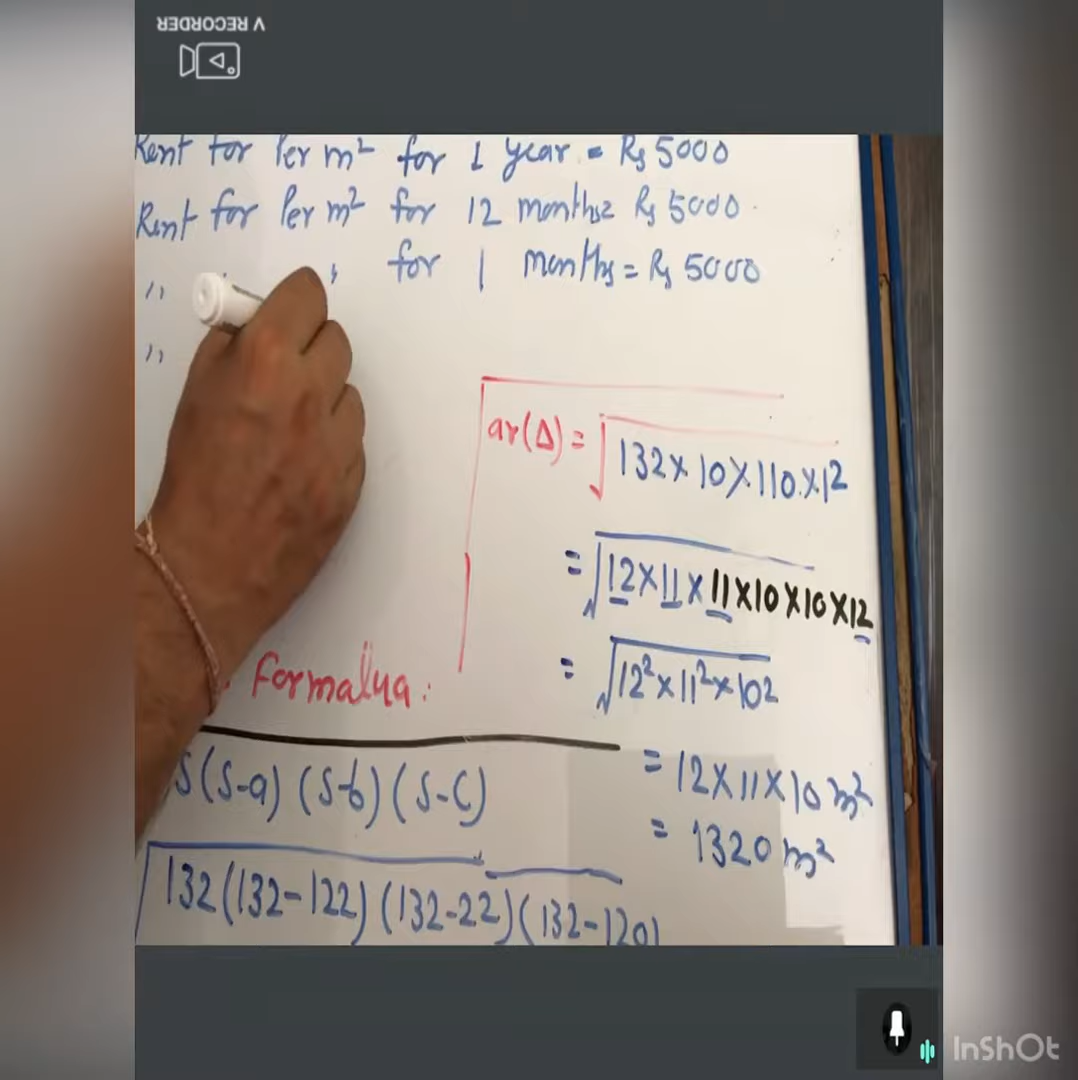 V RECORDER
Rent for Per m² for 1 year = Rs 5000
Rent for Per m² for 12 months = Rs 5000
" " for 1 months = Rs 5000
"
ar(Δ) = √132 × 10 × 110 × 12
= √12 × 11 × 11 × 10 × 10 × 12
= √12² × 11² × 10²
Formalua:
= 12 × 11 × 10 m²
S(S-a) (S-b) (S-c)
= 1320 m²
√132(132-122) (132-22) (132-120)
InShOt